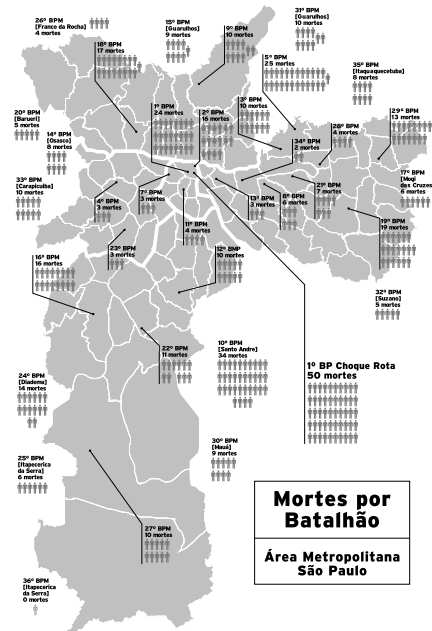 26º BPM
[Franco da Rocha]
4 mortes
15º BPM
[Guarulhos]
9 mortes
9º BPM
10 mortes
31º BPM
[Guarulhos]
10 mortes
18º BPM
17 mortes
5º BPM
25 mortes
35º BPM
[Itaquaquecetuba]
8 mortes
20º BPM
[Barueri]
5 mortes
1º BPM
24 mortes
2º BPM
16 mortes
3º BPM
10 mortes
29º BPM
13 mortes
28º BPM
4 mortes
14º BPM
[Osasco]
8 mortes
34º BPM
2 mortes
33º BPM
[Carapicuiba]
10 mortes
17º BPM
[Mogi
das Cruzes
6 mortes
4º BPM
3 mortes
7º BPM
3 mortes
13º BPM
3 mortes
8º BPM
6 mortes
21º BPM
7 mortes
11º BPM
4 mortes
19º BPM
19 mortes
23º BPM
3 mortes
12º BMP
10 mortes
16º BPM
16 mortes
32º BPM
[Suzano]
5 mortes
22º BPM
11 mortes
10º BPM
[Santo Andre]
34 mortes
1º BP Choque Rota
50 mortes
24º BPM
[Diadema]
14 mortes
30º BPM
[Mauá]
9 mortes
25º BPM
[Itapecerica
da Serra]
6 mortes
27º BPM
10 mortes
Mortes por
Batalhão
Área Metropolitana
São Paulo
36º BPM
[Itapecerica
da Serra]
0 mortes